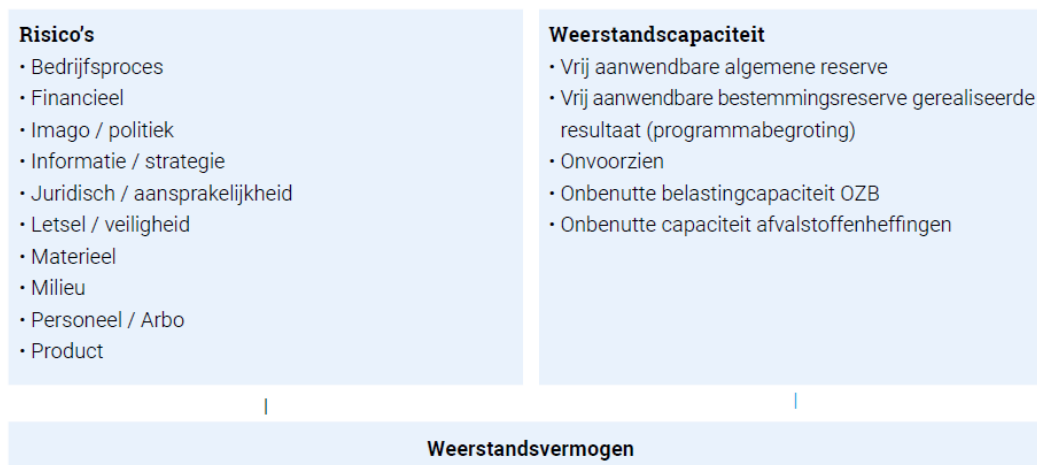 Risico's
• Bedrijfsproces
• Financieel
• Imago / politiek
• Informatie / strategie
• Juridisch / aansprakelijkheid
• Letsel / veiligheid
• Materieel
• Milieu
• Personeel / Arbo
• Product
Weerstandscapaciteit
• Vrij aanwendbare algemene reserve
• Vrij aanwendbare bestemmingsreserve gerealiseerde
resultaat (programmabegroting)
• Onvoorzien
• Onbenutte belastingcapaciteit OZB
• Onbenutte capaciteit afvalstoffenheffingen
Weerstandsvermogen